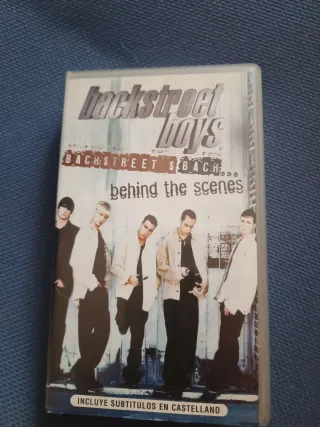 backstreet
boys
BACKSTREET'S BACK...
behind the scenes
INCLUYE SUBTITULOS EN CASTELLANO